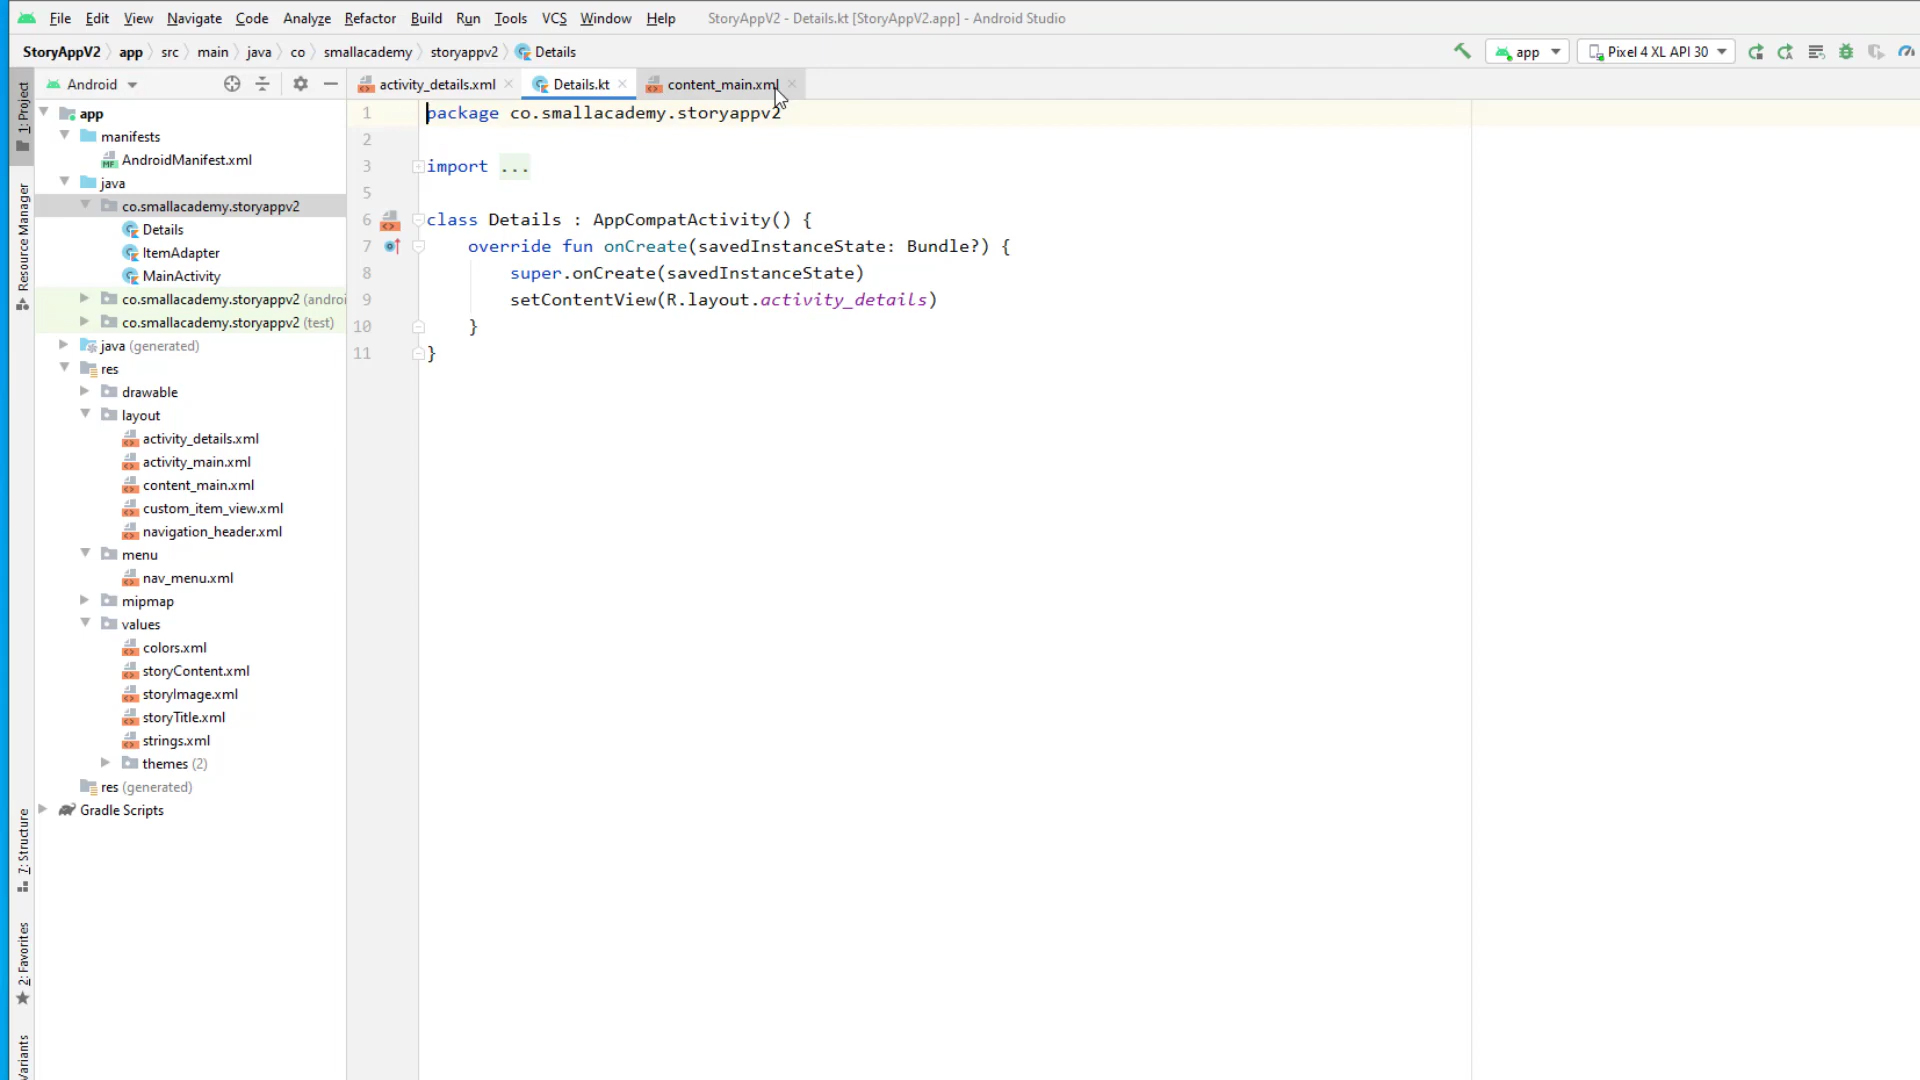 File Edit View Navigate Code Analyze Refactor Build Run Tools VCS Window Help StoryAppV2 - Details.kt [StoryAppV2.app] - Android Studio
StoryAppV2 app src main java co smallacademy storyappv2 Details app Pixel 4 XL API 30
Android activity_details.xml Details.kt content_main.xml
1: Project
Resource Manager
7: Structure
2: Favorites
Variants
app
manifests
AndroidManifest.xml
java
co.smallacademy.storyappv2
Details
ItemAdapter
MainActivity
co.smallacademy.storyappv2 (androi
co.smallacademy.storyappv2 (test)
java (generated)
res
drawable
layout
activity_details.xml
activity_main.xml
content_main.xml
custom_item_view.xml
navigation_header.xml
menu
nav_menu.xml
mipmap
values
colors.xml
storyContent.xml
storyImage.xml
storyTitle.xml
strings.xml
themes (2)
res (generated)
Gradle Scripts
1 package co.smallacademy.storyappv2
2
3 import ...
5
6 class Details : AppCompatActivity() {
7 override fun onCreate(savedInstanceState: Bundle?) {
8 super.onCreate(savedInstanceState)
9 setContentView(R.layout.activity_details)
10 }
11 }